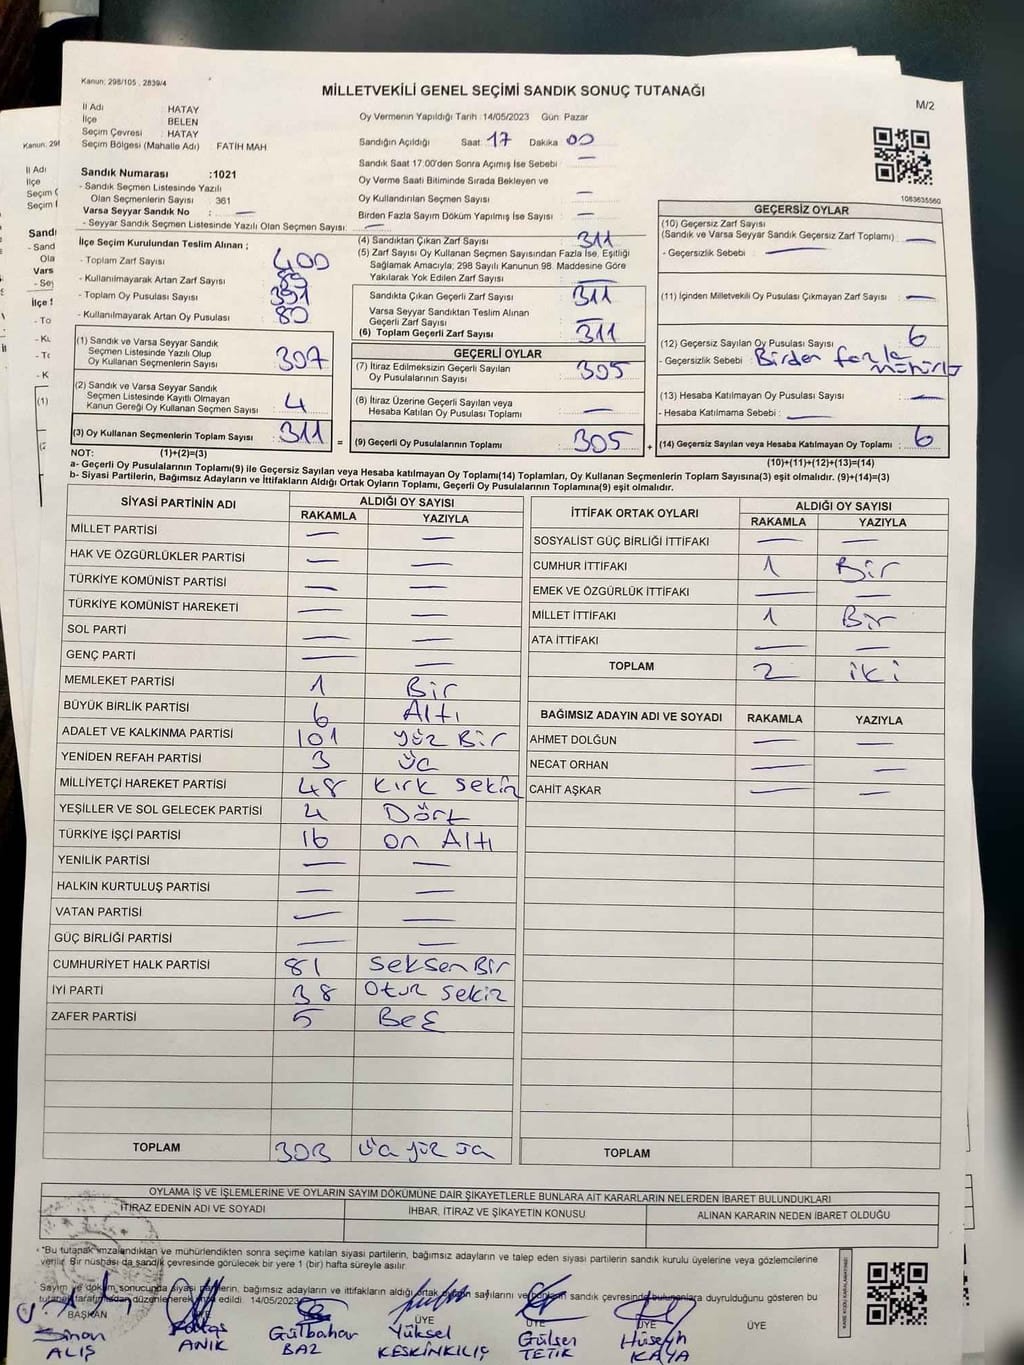 Kanun: 298/105 , 2839/4
MİLLETVEKİLİ GENEL SEÇİMİ SANDIK SONUÇ TUTANAĞI
M/2
İl Adı : HATAY
İlçe : BELEN
Seçim Çevresi : HATAY
Seçim Bölgesi (Mahalle Adı) FATİH MAH
Sandık Numarası :1021
- Sandık Seçmen Listesinde Yazılı
Olan Seçmenlerin Sayısı 361
Varsa Seyyar Sandık No : —
- Seyyar Sandık Seçmen Listesinde Yazılı Olan Seçmen Sayısı: —
Oy Vermenin Yapıldığı Tarih :14/05/2023 Gün: Pazar
Sandığın Açıldığı Saat: 17 Dakika 00
Sandık Saat 17:00'den Sonra Açımış İse Sebebi : —
Oy Verme Saati Bitiminde Sırada Bekleyen ve
Oy Kullandırılan Seçmen Sayısı : —
Birden Fazla Sayım Döküm Yapılmış İse Sayısı : —
1083635560
İlçe Seçim Kurulundan Teslim Alınan ;
- Toplam Zarf Sayısı : 400
- Kullanılmayarak Artan Zarf Sayısı : 89
- Toplam Oy Pusulası Sayısı : 391
- Kullanılmayarak Artan Oy Pusulası : 80
(4) Sandıktan Çıkan Zarf Sayısı : 311
(5) Zarf Sayısı Oy Kullanan Seçmen Sayısından Fazla İse, Eşitliği
Sağlamak Amacıyla, 298 Sayılı Kanunun 98. Maddesine Göre
Yakılarak Yok Edilen Zarf Sayısı : —
Sandıkta Çıkan Geçerli Zarf Sayısı : 311
Varsa Seyyar Sandıktan Teslim Alınan
Geçerli Zarf Sayısı : —
(6) Toplam Geçerli Zarf Sayısı : 311
GEÇERSİZ OYLAR
(10) Geçersiz Zarf Sayısı
(Sandık ve Varsa Seyyar Sandık Geçersiz Zarf Toplamı) : —
- Geçersizlik Sebebi : —
(11) İçinden Milletvekili Oy Pusulası Çıkmayan Zarf Sayısı : —
(12) Geçersiz Sayılan Oy Pusulası Sayısı : 6
- Geçersizlik Sebebi : Birden fazla mühürlü
(13) Hesaba Katılmayan Oy Pusulası Sayısı : —
- Hesaba Katılmama Sebebi : —
(1) Sandık ve Varsa Seyyar Sandık
Seçmen Listesinde Yazılı Olup
Oy Kullanan Seçmenlerin Sayısı : 307
(2) Sandık ve Varsa Seyyar Sandık
Seçmen Listesinde Kayıtlı Olmayan
Kanun Gereği Oy Kullanan Seçmen Sayısı : 4
(3) Oy Kullanan Seçmenlerin Toplam Sayısı : 311 =
GEÇERLİ OYLAR
(7) İtiraz Edilmeksizin Geçerli Sayılan
Oy Pusulalarının Sayısı : 305
(8) İtiraz Üzerine Geçerli Sayılan veya
Hesaba Katılan Oy Pusulası Toplamı : —
(9) Geçerli Oy Pusulalarının Toplamı : 305 +
(14) Geçersiz Sayılan veya Hesaba Katılmayan Oy Toplamı : 6
NOT: (1)+(2)=(3)
(10)+(11)+(12)+(13)=(14)
a- Geçerli Oy Pusulalarının Toplamı(9) ile Geçersiz Sayılan veya Hesaba katılmayan Oy Toplamı(14) Toplamları, Oy Kullanan Seçmenlerin Toplam Sayısına(3) eşit olmalıdır. (9)+(14)=(3)
b- Siyasi Partilerin, Bağımsız Adayların ve İttifakların Aldığı Ortak Oyların Toplamı, Geçerli Oy Pusulalarının Toplamına(9) eşit olmalıdır.
SİYASİ PARTİNİN ADI ALDIĞI OY SAYISI
RAKAMLA YAZIYLA
MİLLET PARTİSİ — —
HAK VE ÖZGÜRLÜKLER PARTİSİ — —
TÜRKİYE KOMÜNİST PARTİSİ — —
TÜRKİYE KOMÜNİST HAREKETİ — —
SOL PARTİ — —
GENÇ PARTİ — —
MEMLEKET PARTİSİ 1 Bir
BÜYÜK BİRLİK PARTİSİ 6 Altı
ADALET VE KALKINMA PARTİSİ 101 yüz Bir
YENİDEN REFAH PARTİSİ 3 üç
MİLLİYETÇİ HAREKET PARTİSİ 48 kırk sekiz
YEŞİLLER VE SOL GELECEK PARTİSİ 4 Dört
TÜRKİYE İŞÇİ PARTİSİ 16 on Altı
YENİLİK PARTİSİ — —
HALKIN KURTULUŞ PARTİSİ — —
VATAN PARTİSİ — —
GÜÇ BİRLİĞİ PARTİSİ — —
CUMHURİYET HALK PARTİSİ 81 seksen Bir
İYİ PARTİ 38 Otuz sekiz
ZAFER PARTİSİ 5 Beş
TOPLAM 303 üç yüz üç
İTTİFAK ORTAK OYLARI ALDIĞI OY SAYISI
RAKAMLA YAZIYLA
SOSYALİST GÜÇ BİRLİĞİ İTTİFAKI — —
CUMHUR İTTİFAKI 1 Bir
EMEK VE ÖZGÜRLÜK İTTİFAKI — —
MİLLET İTTİFAKI 1 Bir
ATA İTTİFAKI — —
TOPLAM 2 iki
BAĞIMSIZ ADAYIN ADI VE SOYADI RAKAMLA YAZIYLA
AHMET DOLĞUN — —
NECAT ORHAN — —
CAHİT AŞKAR — —
TOPLAM
OYLAMA İŞ VE İŞLEMLERİNE VE OYLARIN SAYIM DÖKÜMÜNE DAİR ŞİKAYETLERLE BUNLARA AİT KARARLARIN NELERDEN İBARET BULUNDUKLARI
İTİRAZ EDENİN ADI VE SOYADI İHBAR, İTİRAZ VE ŞİKAYETİN KONUSU ALINAN KARARIN NEDEN İBARET OLDUĞU
"Bu tutanak imzalandıktan ve mühürlendikten sonra seçime katılan siyasi partilerin, bağımsız adayların ve talep eden siyasi partilerin sandık kurulu üyelerine veya gözlemcilerine
verilir. Bir nüshası da sandık çevresinde görülecek bir yere 1 (bir) hafta süreyle asılır.
Sayım ve döküm sonucunda siyasi partilerin, bağımsız adayların ve ittifakların aldığı ortak oyların sayılarını ve sandık çevresinde bulunanlara duyrulduğunu gösteren bu
tutanak tarafımızdan düzenlenerek imza edildi. 14/05/2023
BAŞKAN ÜYE ÜYE ÜYE ÜYE
Sinan ALIŞ
ANIK
Gülbahar BAZ
Yüksel KESKİNKILIÇ
Gülsen TETİK
Hüseyin KAYA